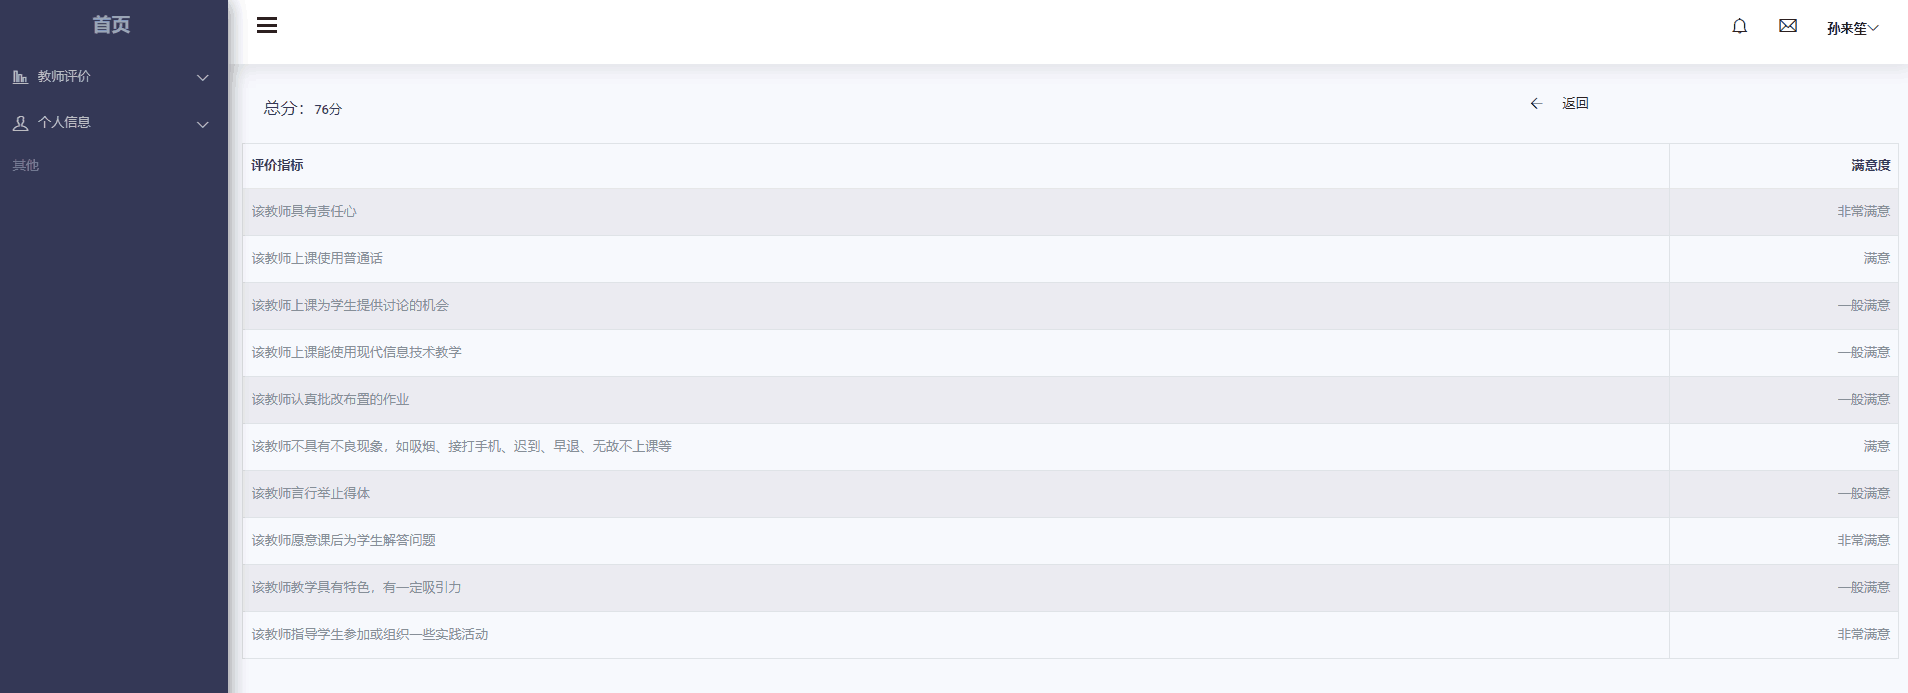 首页
孙来笙
教师评价
个人信息
其他
总分：76分
返回
评价指标 满意度
该教师具有责任心 非常满意
该教师上课使用普通话 满意
该教师上课为学生提供讨论的机会 一般满意
该教师上课能使用现代信息技术教学 一般满意
该教师认真批改布置的作业 一般满意
该教师不具有不良现象，如吸烟、接打手机、迟到、早退、无故不上课等 满意
该教师言行举止得体 一般满意
该教师愿意课后为学生解答问题 非常满意
该教师教学具有特色，有一定吸引力 一般满意
该教师指导学生参加或组织一些实践活动 非常满意